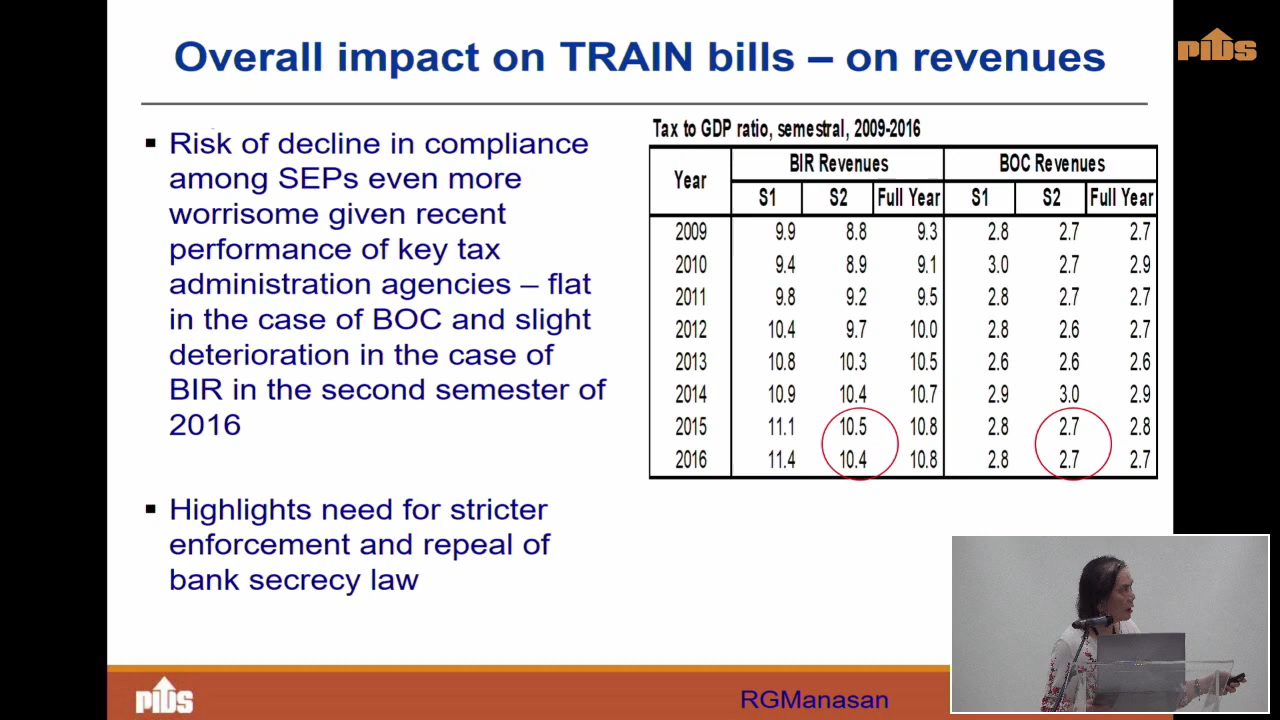 Overall impact on TRAIN bills – on revenues
PIDS
▪ Risk of decline in compliance
among SEPs even more
worrisome given recent
performance of key tax
administration agencies – flat
in the case of BOC and slight
deterioration in the case of
BIR in the second semester of
2016
▪ Highlights need for stricter
enforcement and repeal of
bank secrecy law
Tax to GDP ratio, semestral, 2009-2016
Year BIR Revenues BOC Revenues
S1 S2 Full Year S1 S2 Full Year
2009 9.9 8.8 9.3 2.8 2.7 2.7
2010 9.4 8.9 9.1 3.0 2.7 2.9
2011 9.8 9.2 9.5 2.8 2.7 2.7
2012 10.4 9.7 10.0 2.8 2.6 2.7
2013 10.8 10.3 10.5 2.6 2.6 2.6
2014 10.9 10.4 10.7 2.9 3.0 2.9
2015 11.1 10.5 10.8 2.8 2.7 2.8
2016 11.4 10.4 10.8 2.8 2.7 2.7
PIDS
RGManasan